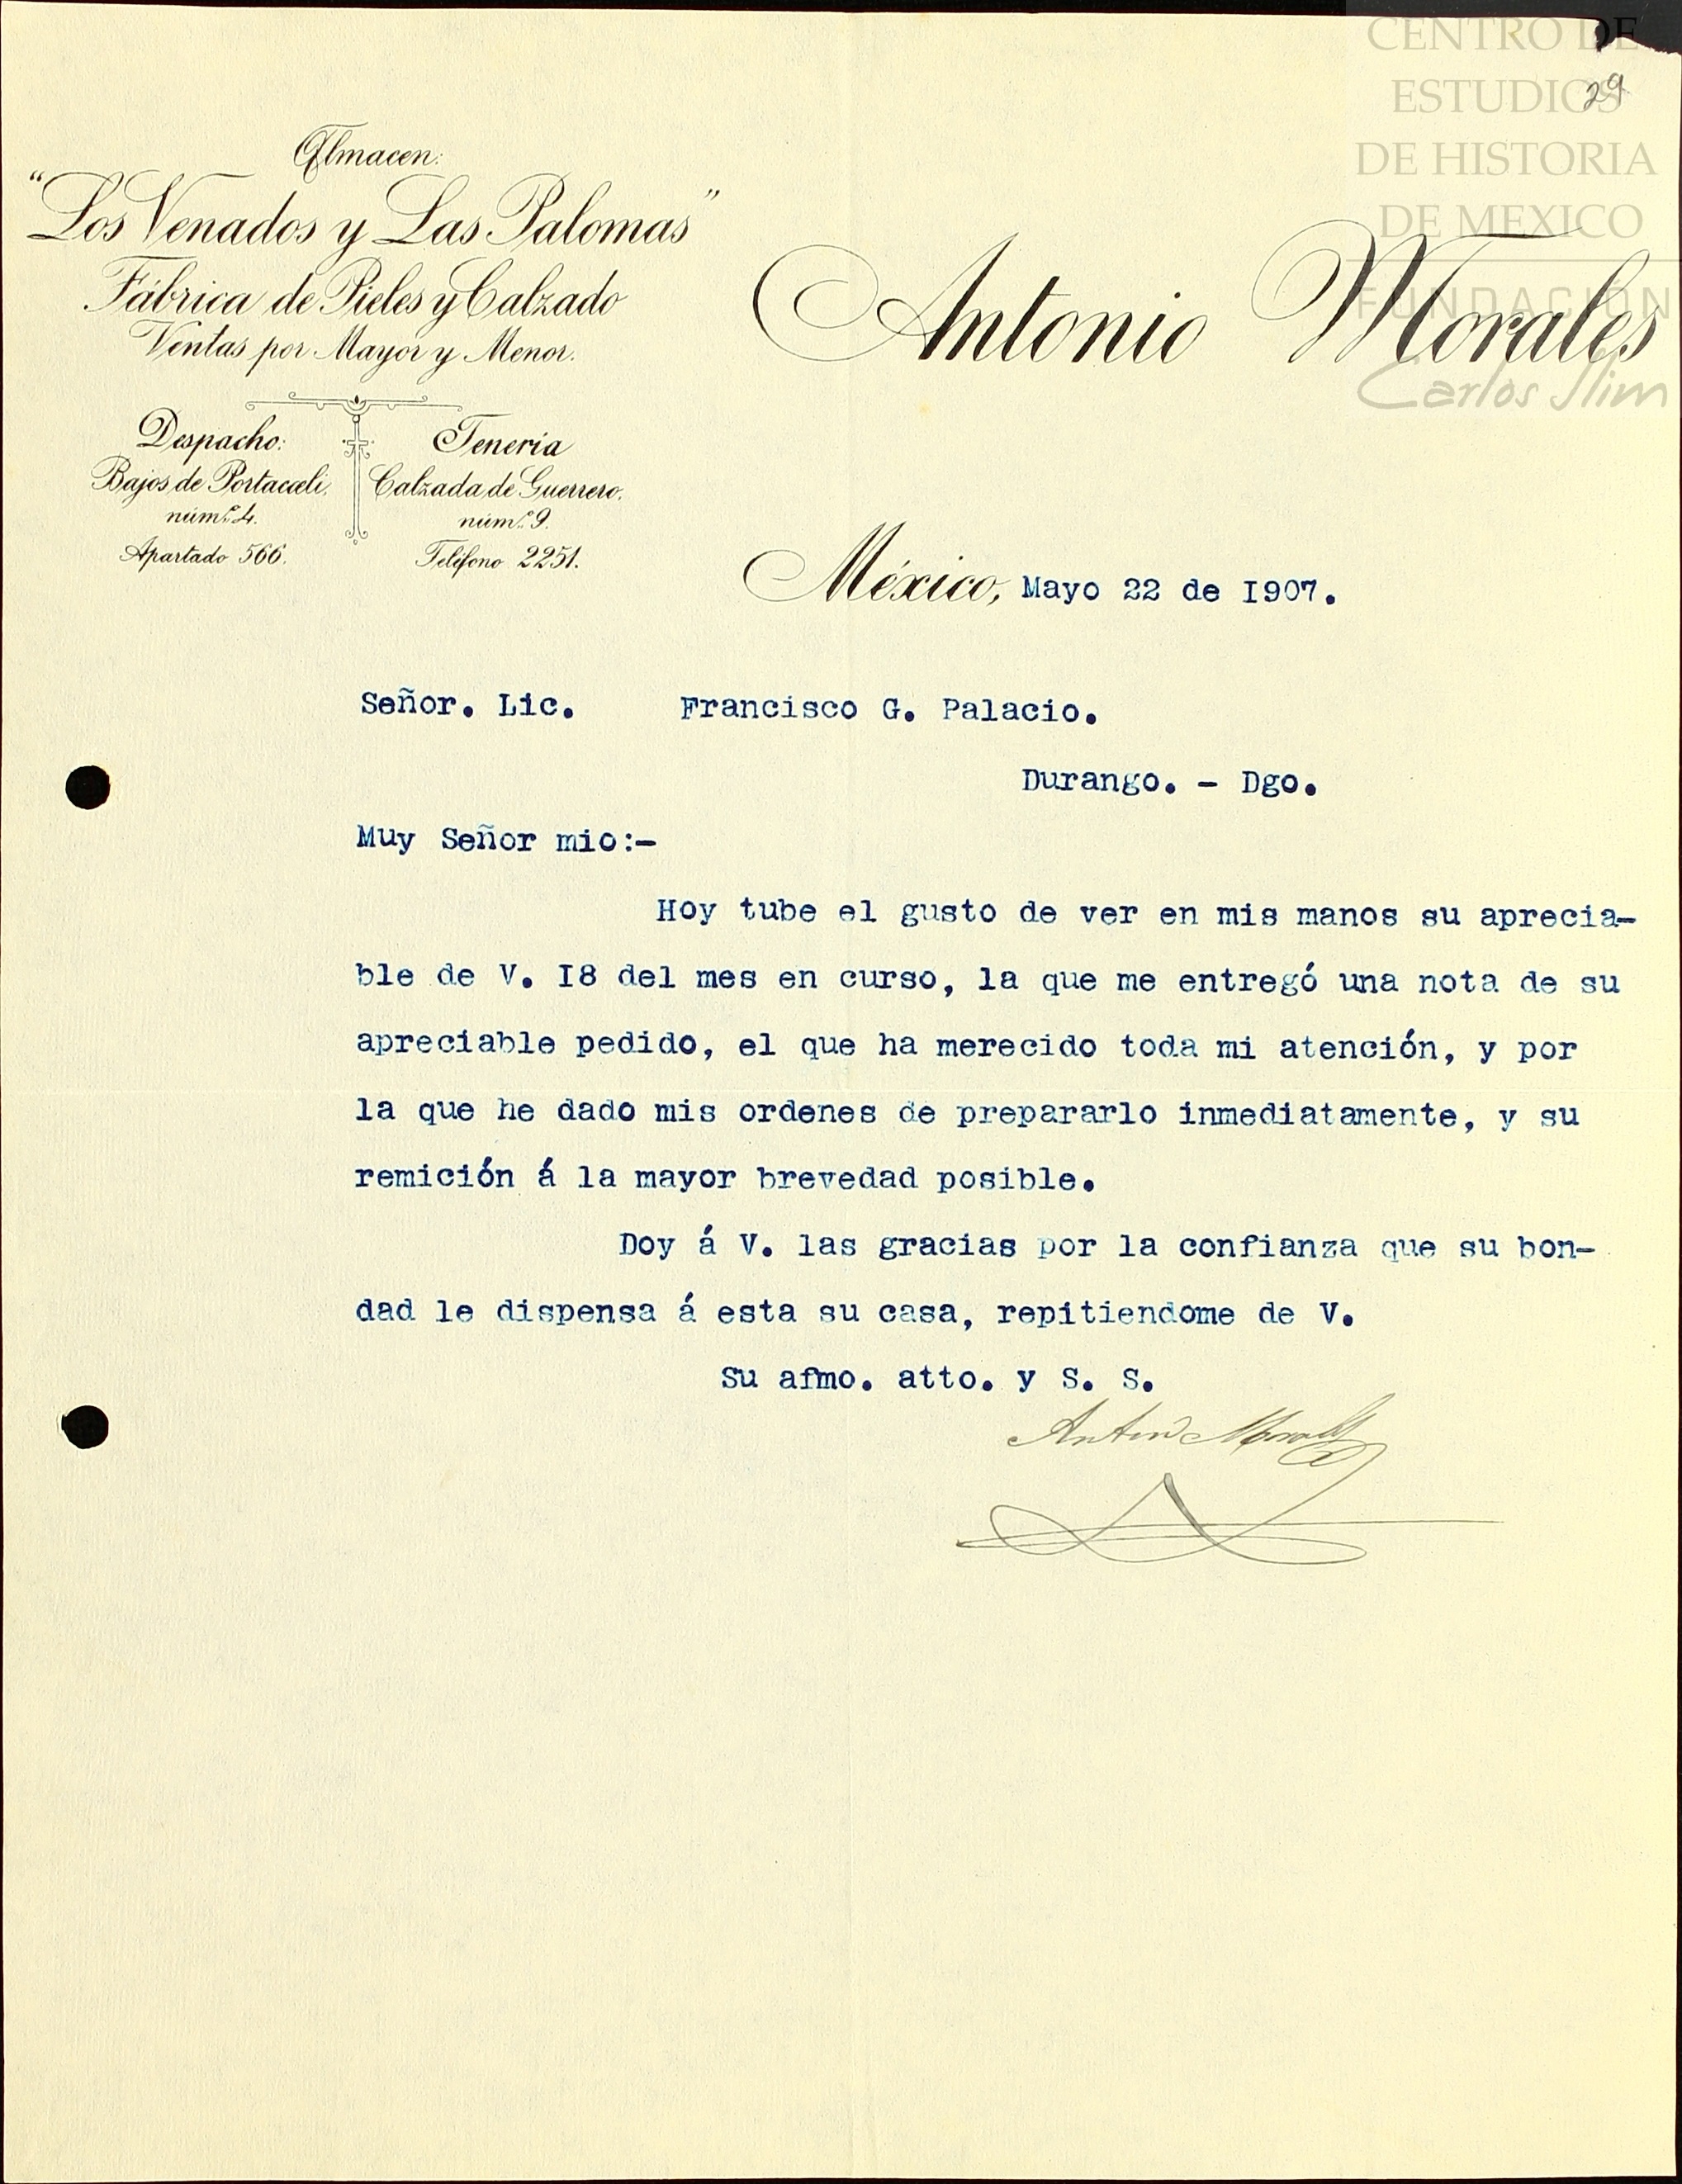 CENTRO DE
ESTUDIOS
DE HISTORIA
DE MEXICO
FUNDACIÓN
Carlos Slim
29
Almacen:
"Los Venados y Las Palomas"
Fábrica de Pieles y Calzado
Ventas por Mayor y Menor.
Despacho:
Bajos de Portacœli,
núm.º 4.
Apartado 566.
Tenería
Calzada de Guerrero,
núm.º 9.
Teléfono 2251.
Antonio Morales
México, Mayo 22 de I907.
Señor. Lic. Francisco G. Palacio.
Durango. - Dgo.
Muy Señor mio:-
Hoy tube el gusto de ver en mis manos su aprecia-
ble de V. I8 del mes en curso, la que me entregó una nota de su
apreciable pedido, el que ha merecido toda mi atención, y por
la que he dado mis ordenes de prepararlo inmediatamente, y su
remición á la mayor brevedad posible.
Doy á V. las gracias por la confianza que su bon-
dad le dispensa á esta su casa, repitiendome de V.
Su afmo. atto. y S. S.
Antonio Morales